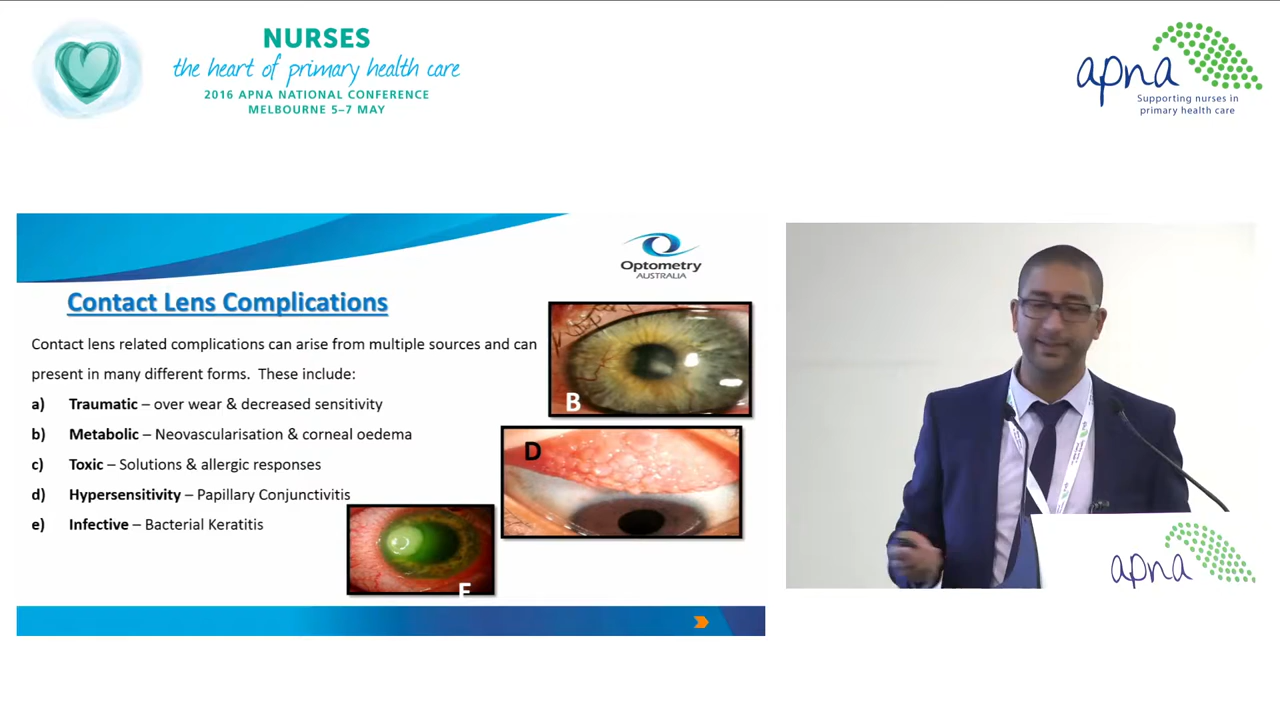 NURSES
the heart of primary health care
2016 APNA NATIONAL CONFERENCE
MELBOURNE 5–7 MAY
apna
Supporting nurses in
primary health care
Optometry
AUSTRALIA
Contact Lens Complications
Contact lens related complications can arise from multiple sources and can
present in many different forms. These include:
a) Traumatic – over wear & decreased sensitivity
b) Metabolic – Neovascularisation & corneal oedema
c) Toxic – Solutions & allergic responses
d) Hypersensitivity – Papillary Conjunctivitis
e) Infective – Bacterial Keratitis
B
D
E
apna